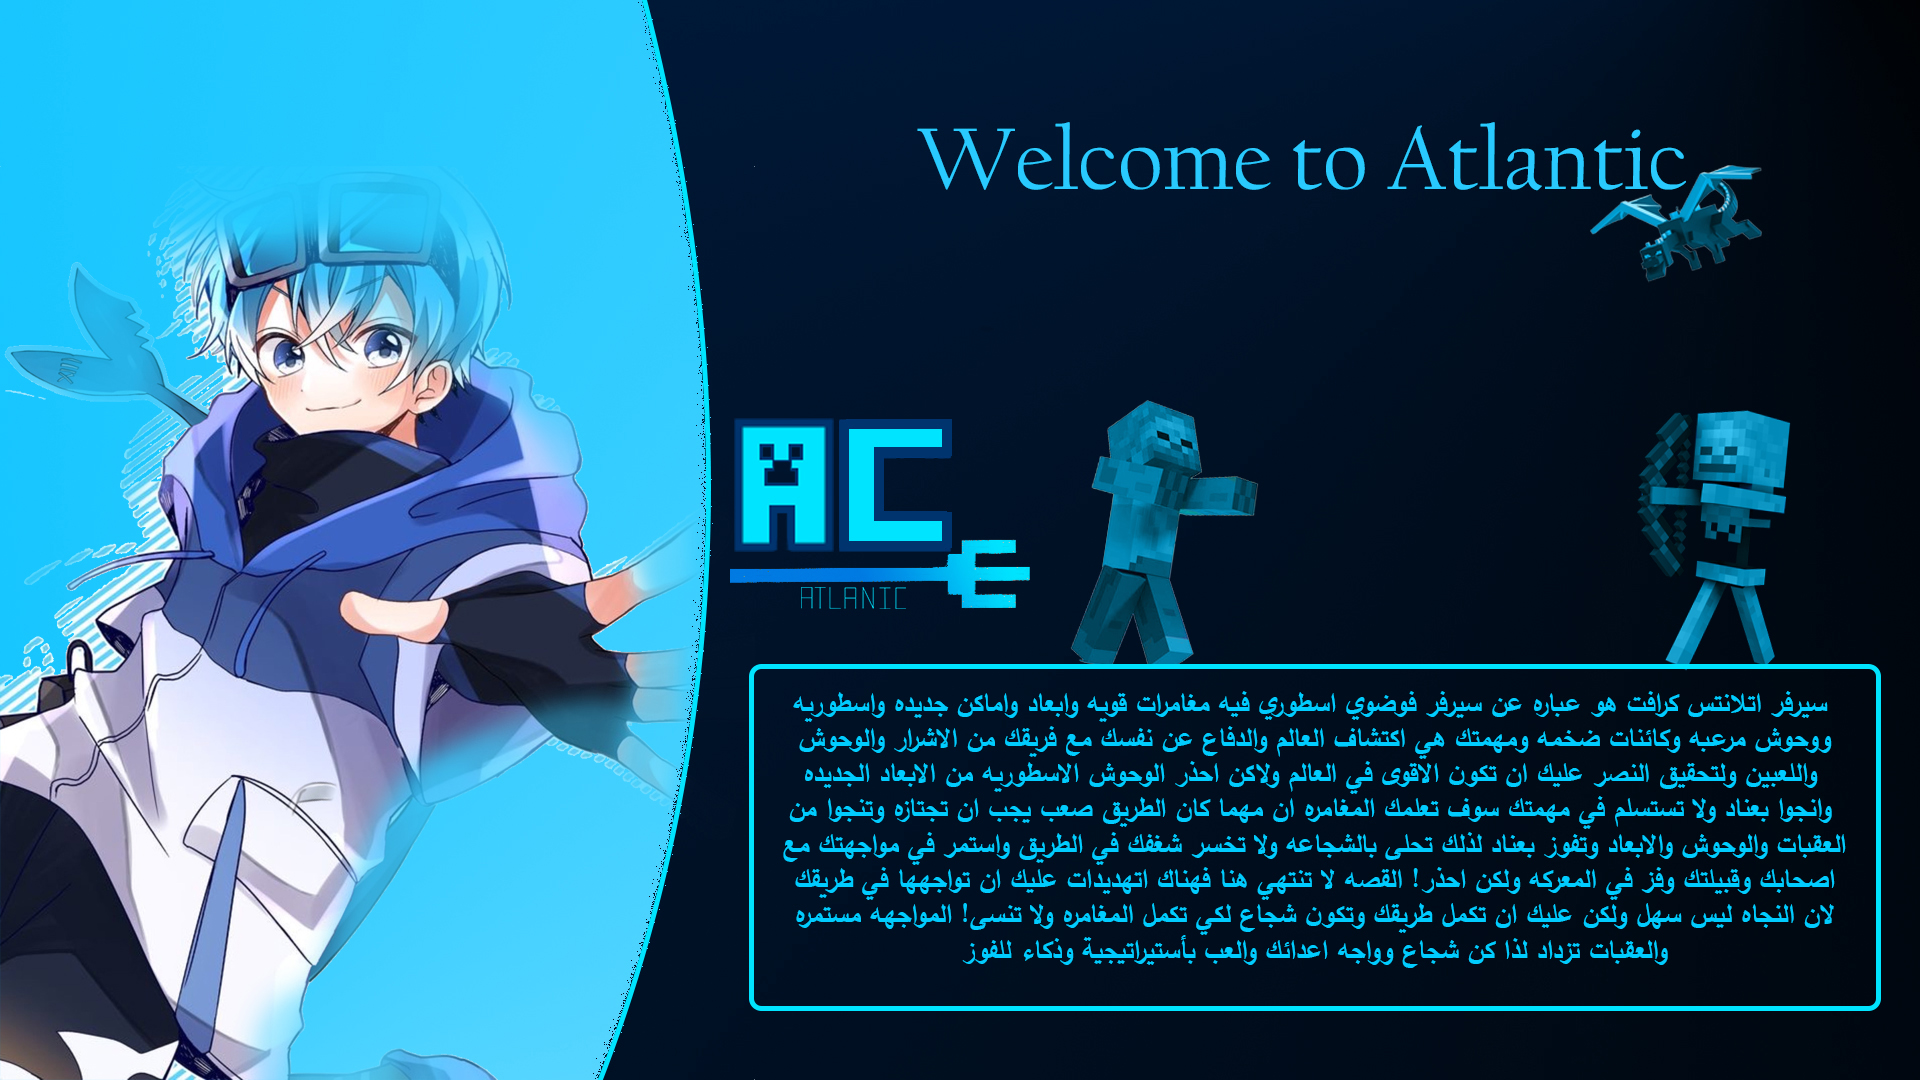 Welcome to Atlantic
AC
ATLANIC
سيرفر اتلانتس كرافت هو عباره عن سيرفر فوضوي اسطوري فيه مغامرات قويه وابعاد واماكن جديده واسطوريه
ووحوش مرعبه وكائنات ضخمه ومهمتك هي اكتشاف العالم والدفاع عن نفسك مع فريقك من الاشرار والوحوش
واللعبين ولتحقيق النصر عليك ان تكون الاقوى في العالم ولاكن احذر الوحوش الاسطوريه من الابعاد الجديده
وانجوا بعناد ولا تستسلم في مهمتك سوف تعلمك المغامره ان مهما كان الطريق صعب يجب ان تجتازه وتنجوا من
العقبات والوحوش والابعاد وتفوز بعناد لذلك تحلى بالشجاعه ولا تخسر شغفك في الطريق واستمر في مواجهتك مع
اصحابك وقبيلتك وفز في المعركه ولكن احذر! القصه لا تنتهي هنا فهناك اتهديدات عليك ان تواجهها في طريقك
لان النجاه ليس سهل ولكن عليك ان تكمل طريقك وتكون شجاع لكي تكمل المغامره ولا تنسى! المواجهه مستمره
والعقبات تزداد لذا كن شجاع وواجه اعدائك والعب بأستيراتيجية وذكاء للفوز